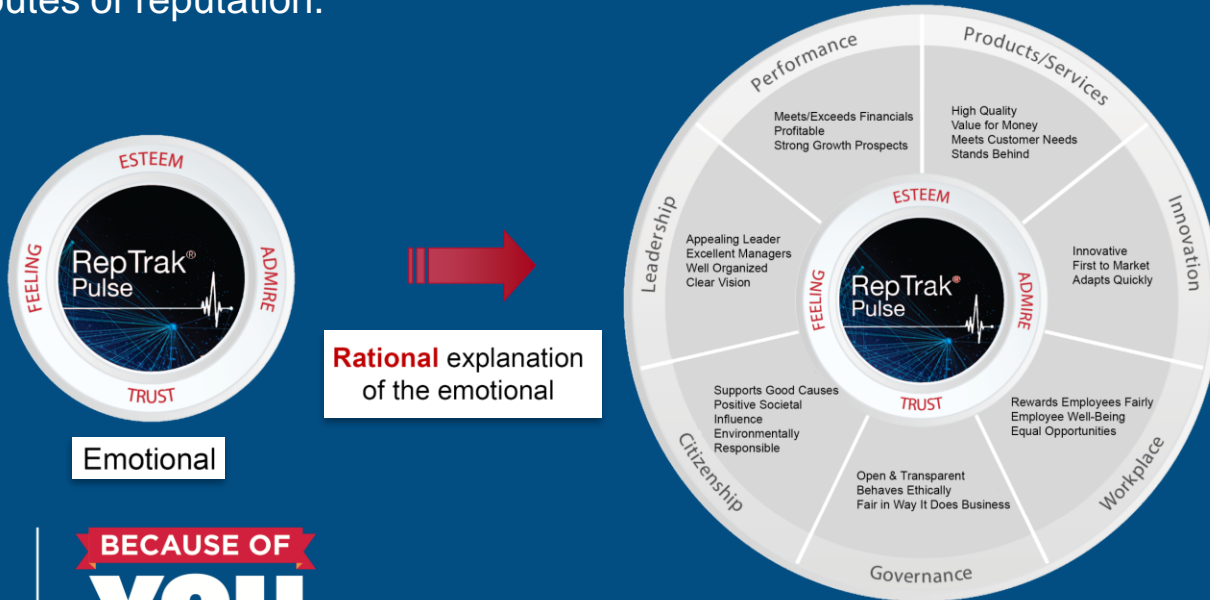 of reputation.
ESTEEM
FEELING
ADMIRE
RepTrak®
Pulse
TRUST
Emotional
Rational explanation
of the emotional
Performance
Meets/Exceeds Financials
Profitable
Strong Growth Prospects
Products/Services
High Quality
Value for Money
Meets Customer Needs
Stands Behind
Innovation
Innovative
First to Market
Adapts Quickly
Workplace
Rewards Employees Fairly
Employee Well-Being
Equal Opportunities
Governance
Open & Transparent
Behaves Ethically
Fair in Way It Does Business
Citizenship
Supports Good Causes
Positive Societal
Influence
Environmentally
Responsible
Leadership
Appealing Leader
Excellent Managers
Well Organized
Clear Vision
ESTEEM
FEELING
ADMIRE
RepTrak®
Pulse
TRUST
BECAUSE OF
YOU